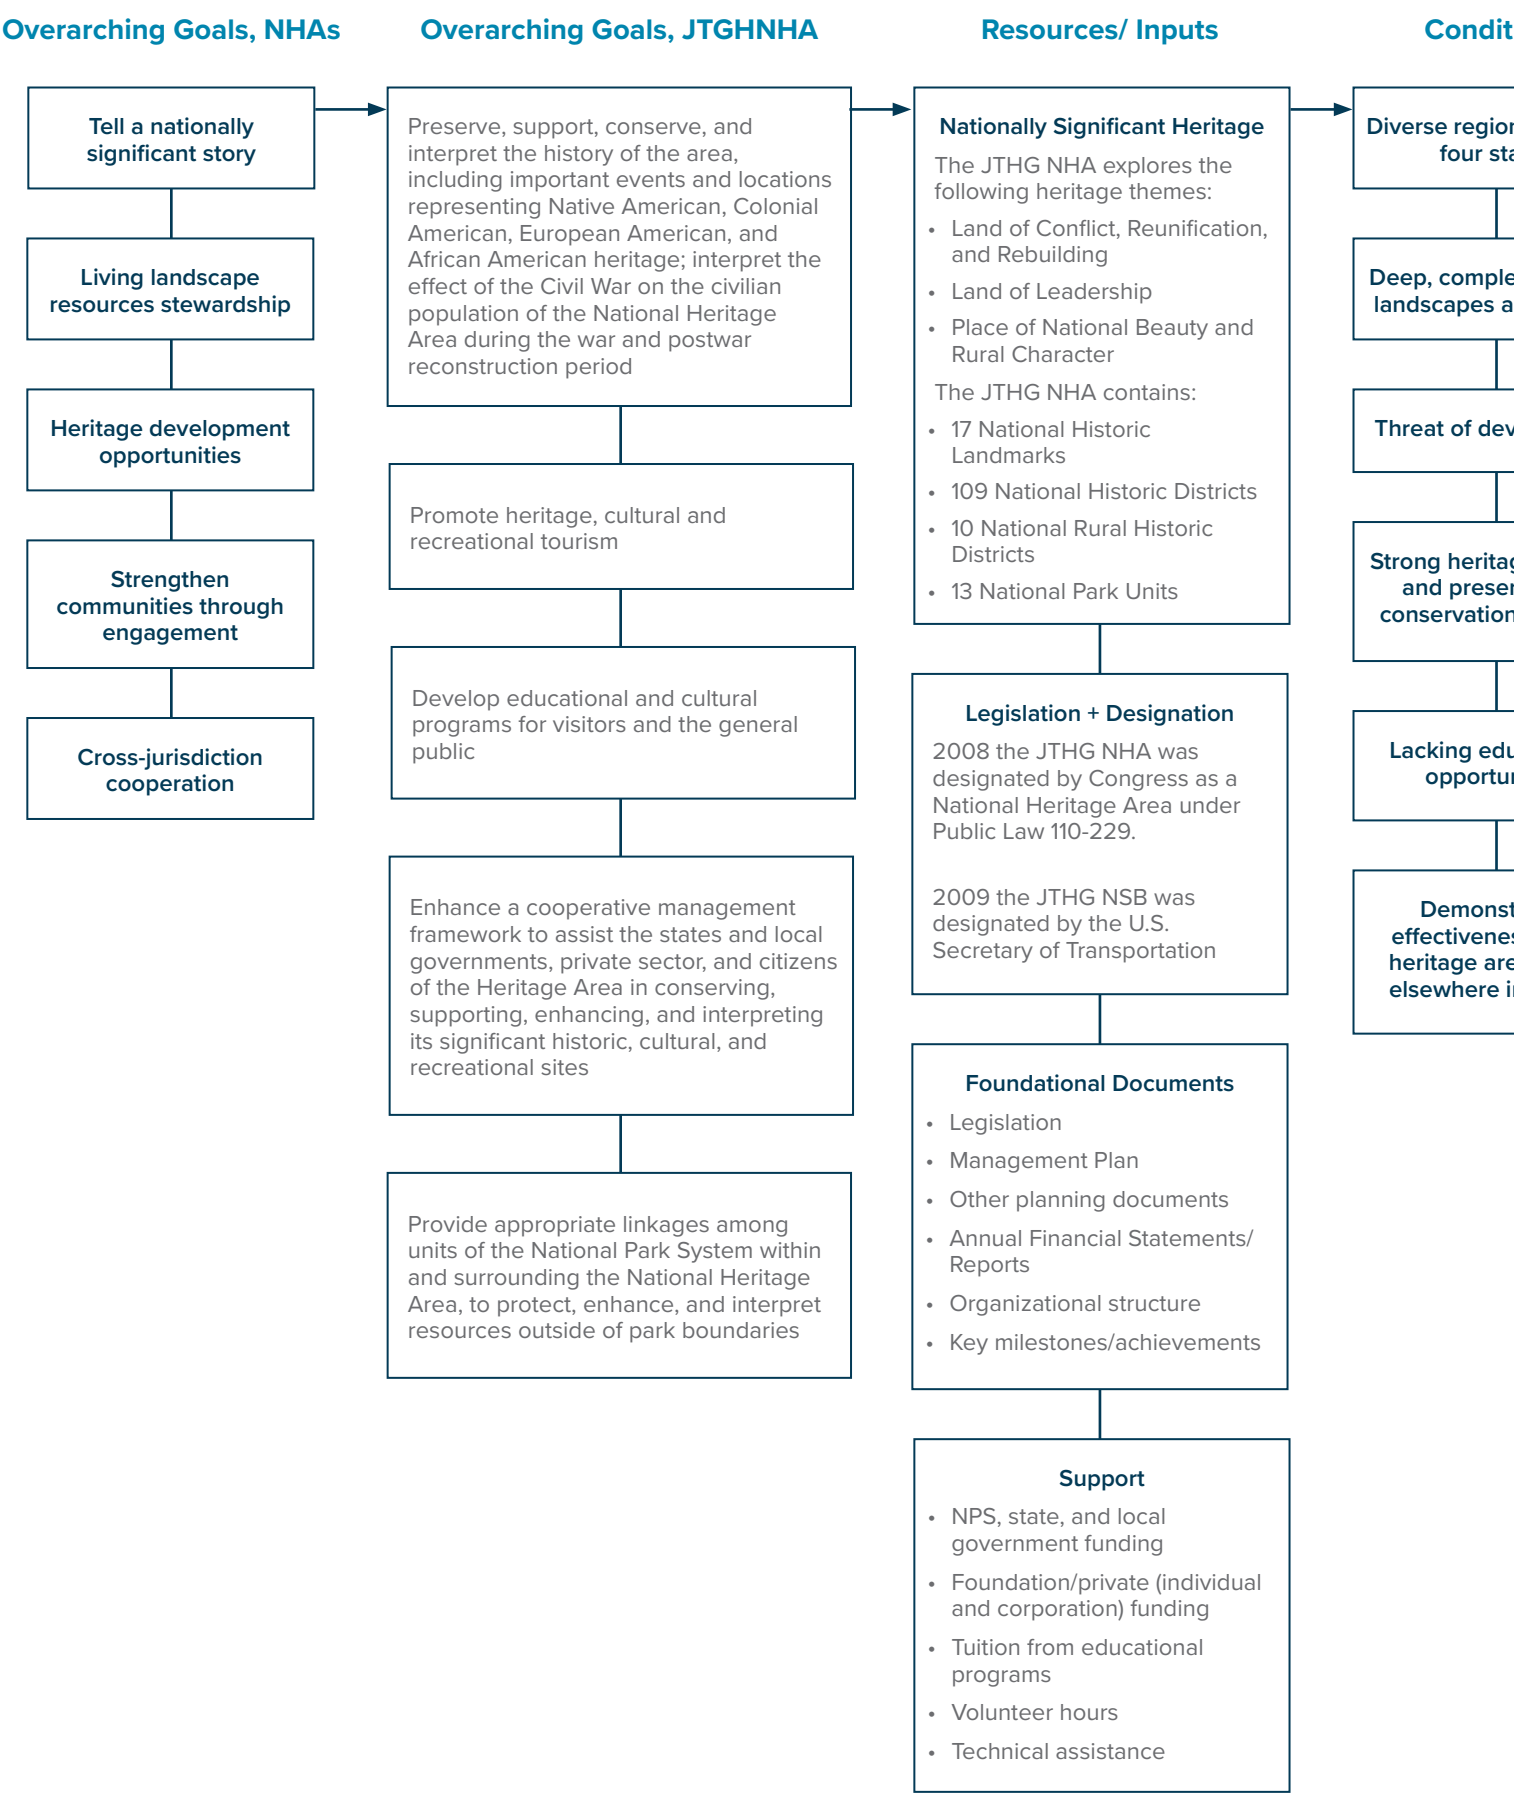 Overarching Goals, NHAs
Tell a nationally
significant story
Living landscape
resources stewardship
Heritage development
opportunities
Strengthen
communities through
engagement
Cross-jurisdiction
cooperation
Overarching Goals, JTGHNHA
Preserve, support, conserve, and
interpret the history of the area,
including important events and locations
representing Native American, Colonial
American, European American, and
African American heritage; interpret the
effect of the Civil War on the civilian
population of the National Heritage
Area during the war and postwar
reconstruction period
Promote heritage, cultural and
recreational tourism
Develop educational and cultural
programs for visitors and the general
public
Enhance a cooperative management
framework to assist the states and local
governments, private sector, and citizens
of the Heritage Area in conserving,
supporting, enhancing, and interpreting
its significant historic, cultural, and
recreational sites
Provide appropriate linkages among
units of the National Park System within
and surrounding the National Heritage
Area, to protect, enhance, and interpret
resources outside of park boundaries
Resources/ Inputs
Nationally Significant Heritage
The JTHG NHA explores the
following heritage themes:
• Land of Conflict, Reunification,
and Rebuilding
• Land of Leadership
• Place of National Beauty and
Rural Character
The JTHG NHA contains:
• 17 National Historic
Landmarks
• 109 National Historic Districts
• 10 National Rural Historic
Districts
• 13 National Park Units
Legislation + Designation
2008 the JTHG NHA was
designated by Congress as a
National Heritage Area under
Public Law 110-229.
2009 the JTHG NSB was
designated by the U.S.
Secretary of Transportation
Foundational Documents
• Legislation
• Management Plan
• Other planning documents
• Annual Financial Statements/
Reports
• Organizational structure
• Key milestones/achievements
Support
• NPS, state, and local
government funding
• Foundation/private (individual
and corporation) funding
• Tuition from educational
programs
• Volunteer hours
• Technical assistance
Diverse
four
Deep,
landscapes
Threat of
Strong
and
Lacking
heritage
elsewhere